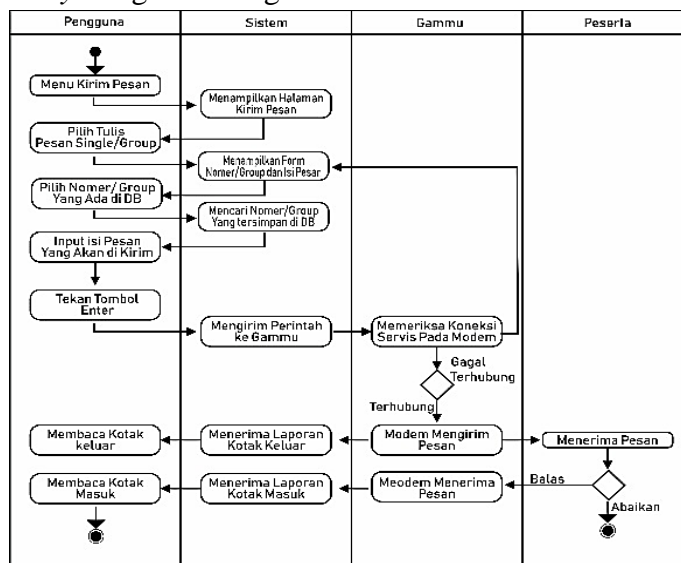 Pengguna
Sistem
Gammu
Peserta
Menu Kirim Pesan
Menampilkan Halaman
Kirim Pesan
Pilih Tulis
Pesan Single/Group
Menampilkan Form
Nomer/Group dan Isi Pesan
Pilih Nomer/ Group
Yang Ada di DB
Mencari Nomer/Group
Yang tersimpan di DB
Input isi Pesan
Yang Akan di Kirim
Tekan Tombol
Enter
Mengirim Perintah
ke Gammu
Memeriksa Koneksi
Servis Pada Modem
Gagal
Terhubung
Terhubung
Membaca Kotak
keluar
Menerima Laporan
Kotak Keluar
Modem Mengirim
Pesan
Menerima Pesan
Membaca Kotak
Masuk
Menerima Laporan
Kotak Masuk
Meodem Menerima
Pesan
Balas
Abaikan